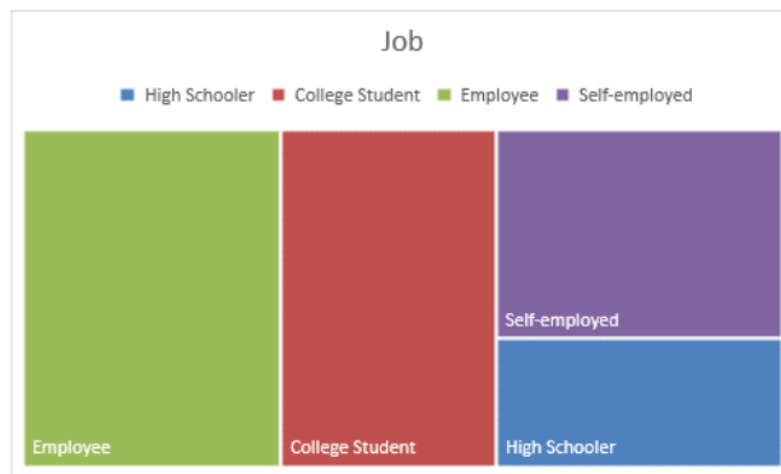 Job
High Schooler College Student Employee Self-employed
Self-employed
Employee College Student High Schooler